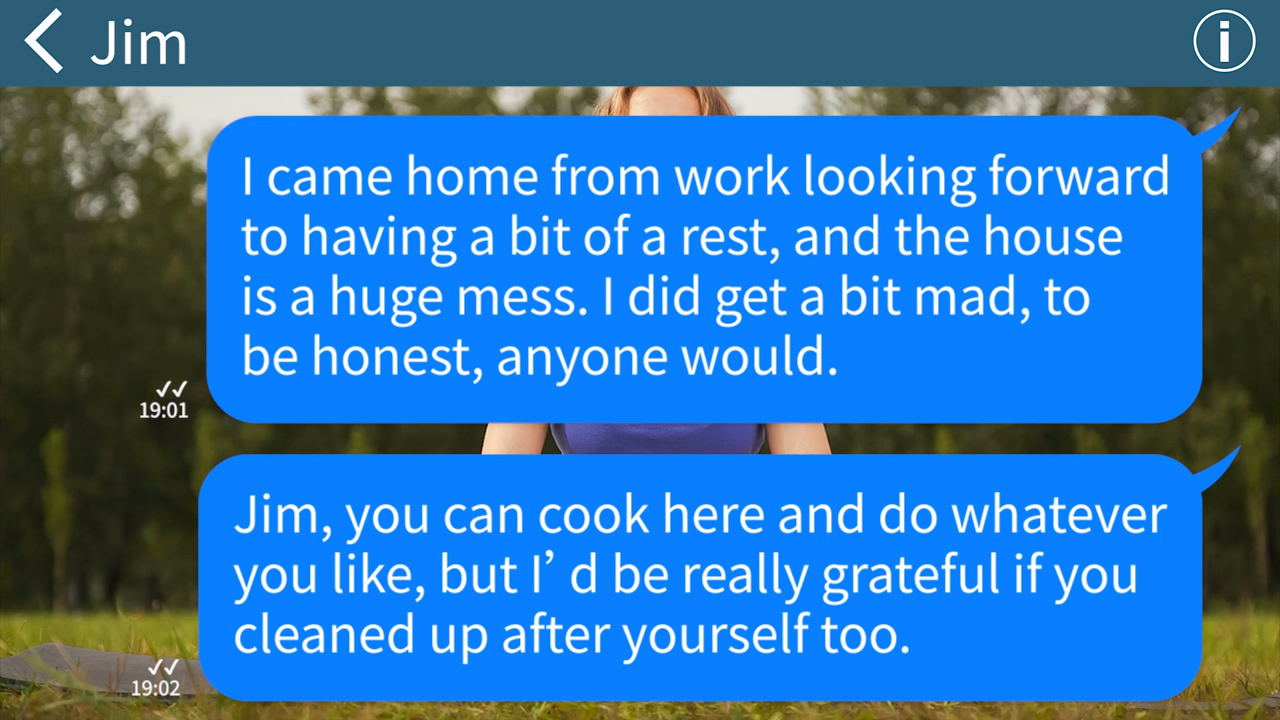 Jim
I came home from work looking forward
to having a bit of a rest, and the house
is a huge mess. I did get a bit mad, to
be honest, anyone would.
19:01
Jim, you can cook here and do whatever
you like, but I’ d be really grateful if you
cleaned up after yourself too.
19:02